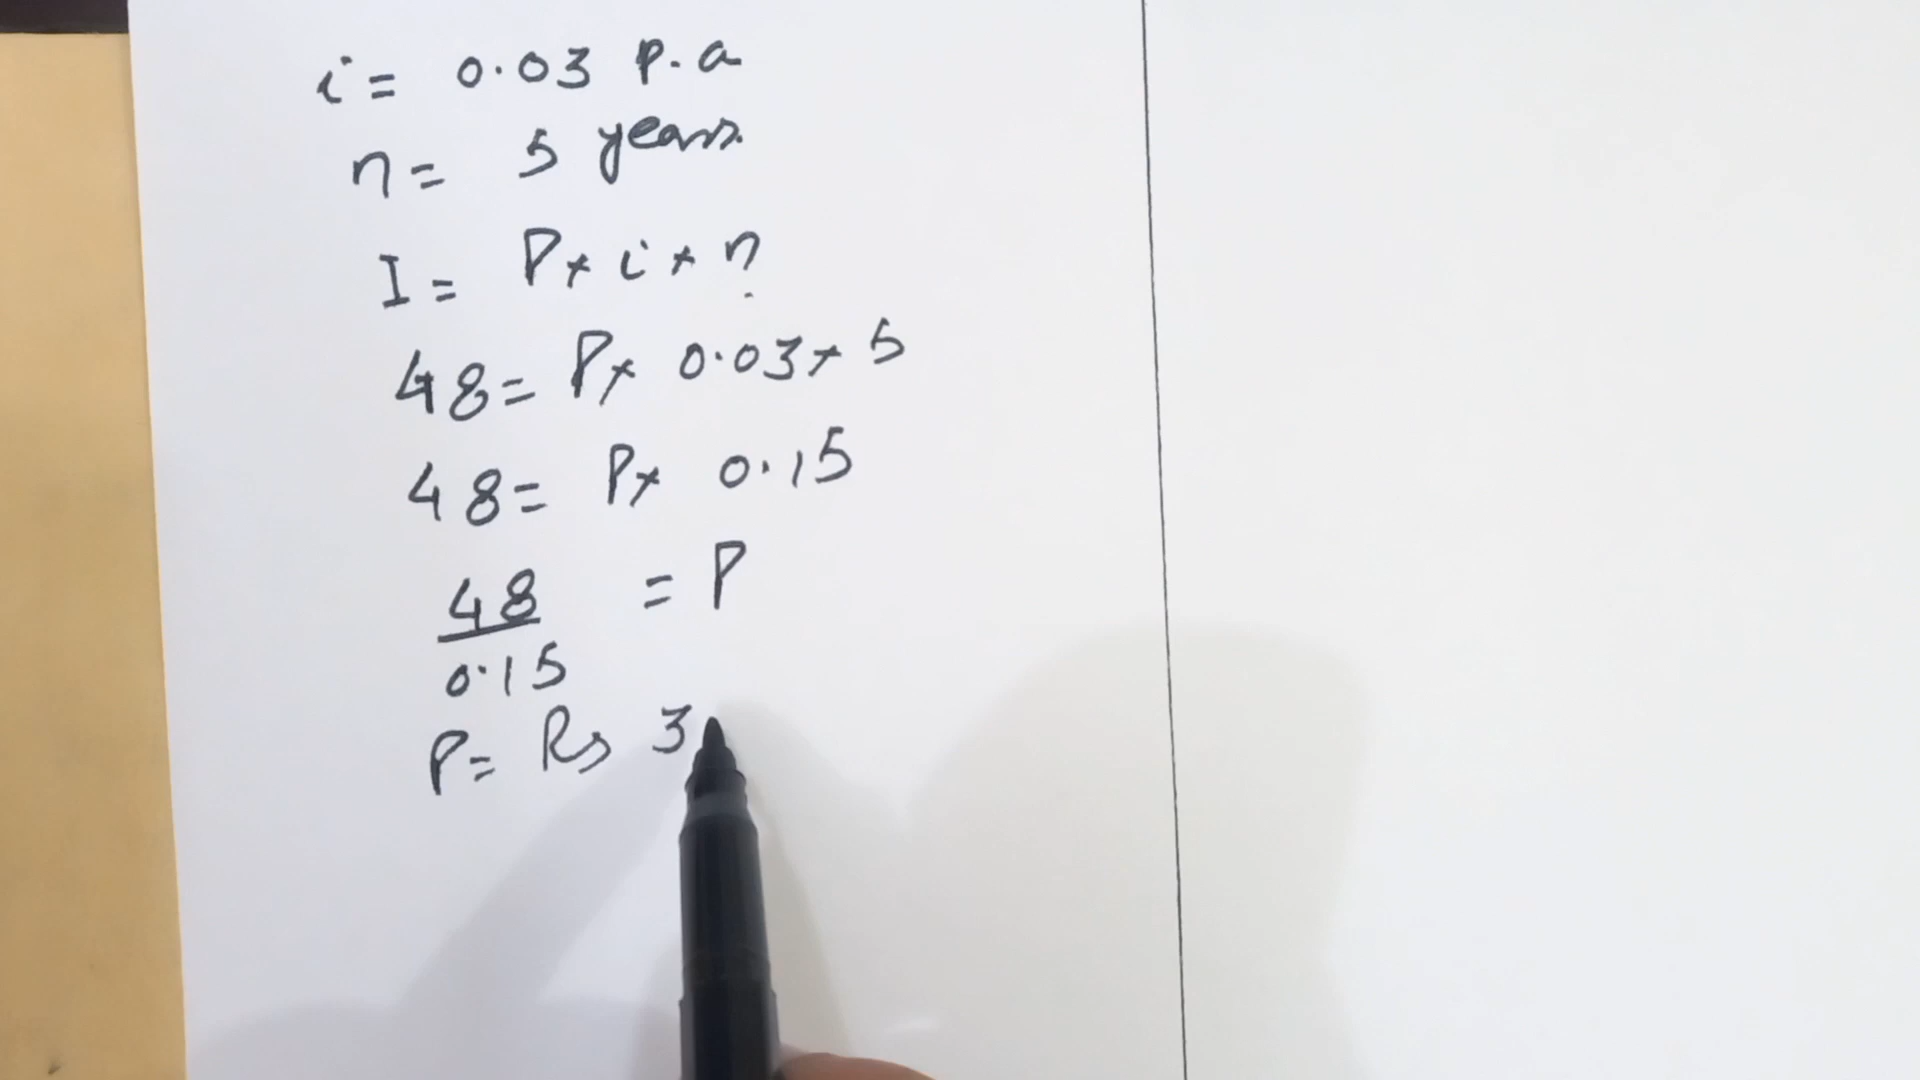 i = 0.03 p.a
n = 5 years.
I = P × i × n
48 = P × 0.03 × 5
48 = P × 0.15
48 = P
0.15
P = Rs 3